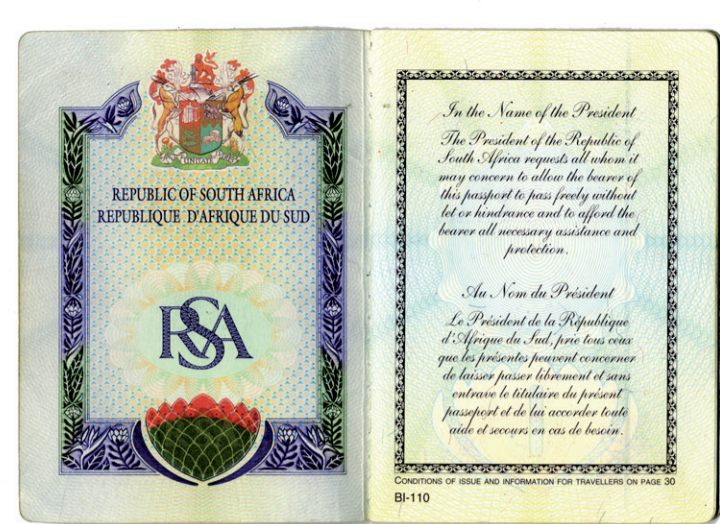 UNITATE
REPUBLIC OF SOUTH AFRICA
REPUBLIQUE D'AFRIQUE DU SUD
RSA
In the Name of the President
The President of the Republic of
South Africa requests all whom it
may concern to allow the bearer of
this passport to pass freely without
let or hindrance and to afford the
bearer all necessary assistance and
protection.
Au Nom du Président
Le Président de la République
d'Afrique du Sud, prie tous ceux
que les présentes peuvent concerner
de laisser passer librement et sans
entrave le titulaire du présent
passeport et de lui accorder toute
aide et secours en cas de besoin.
CONDITIONS OF ISSUE AND INFORMATION FOR TRAVELLERS ON PAGE 30
BI-110